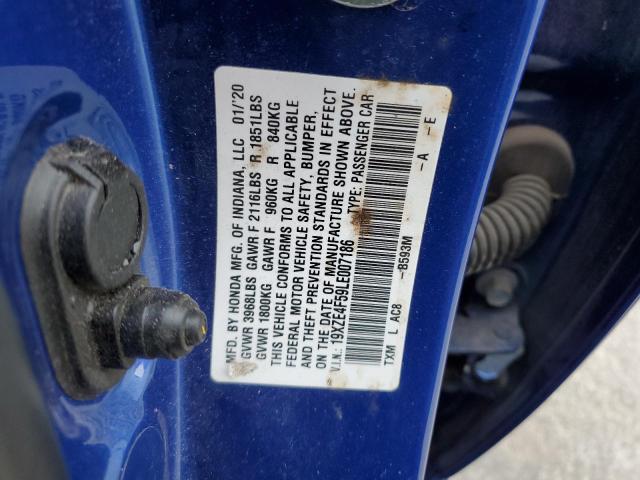 MFD. BY HONDA MFG. OF INDIANA, LLC 01/'20
GVWR 3968LBS GAWR F 2116LBS R 1851LBS
GVWR 1800KG GAWR F 960KG R 840KG
THIS VEHICLE CONFORMS TO ALL APPLICABLE
FEDERAL MOTOR VEHICLE SAFETY, BUMPER,
AND THEFT PREVENTION STANDARDS IN EFFECT
ON THE DATE OF MANUFACTURE SHOWN ABOVE.
V.I.N.: 19XZE4F59LE007186 TYPE: PASSENGER CAR
TXM L AC8 -B593M -A -E